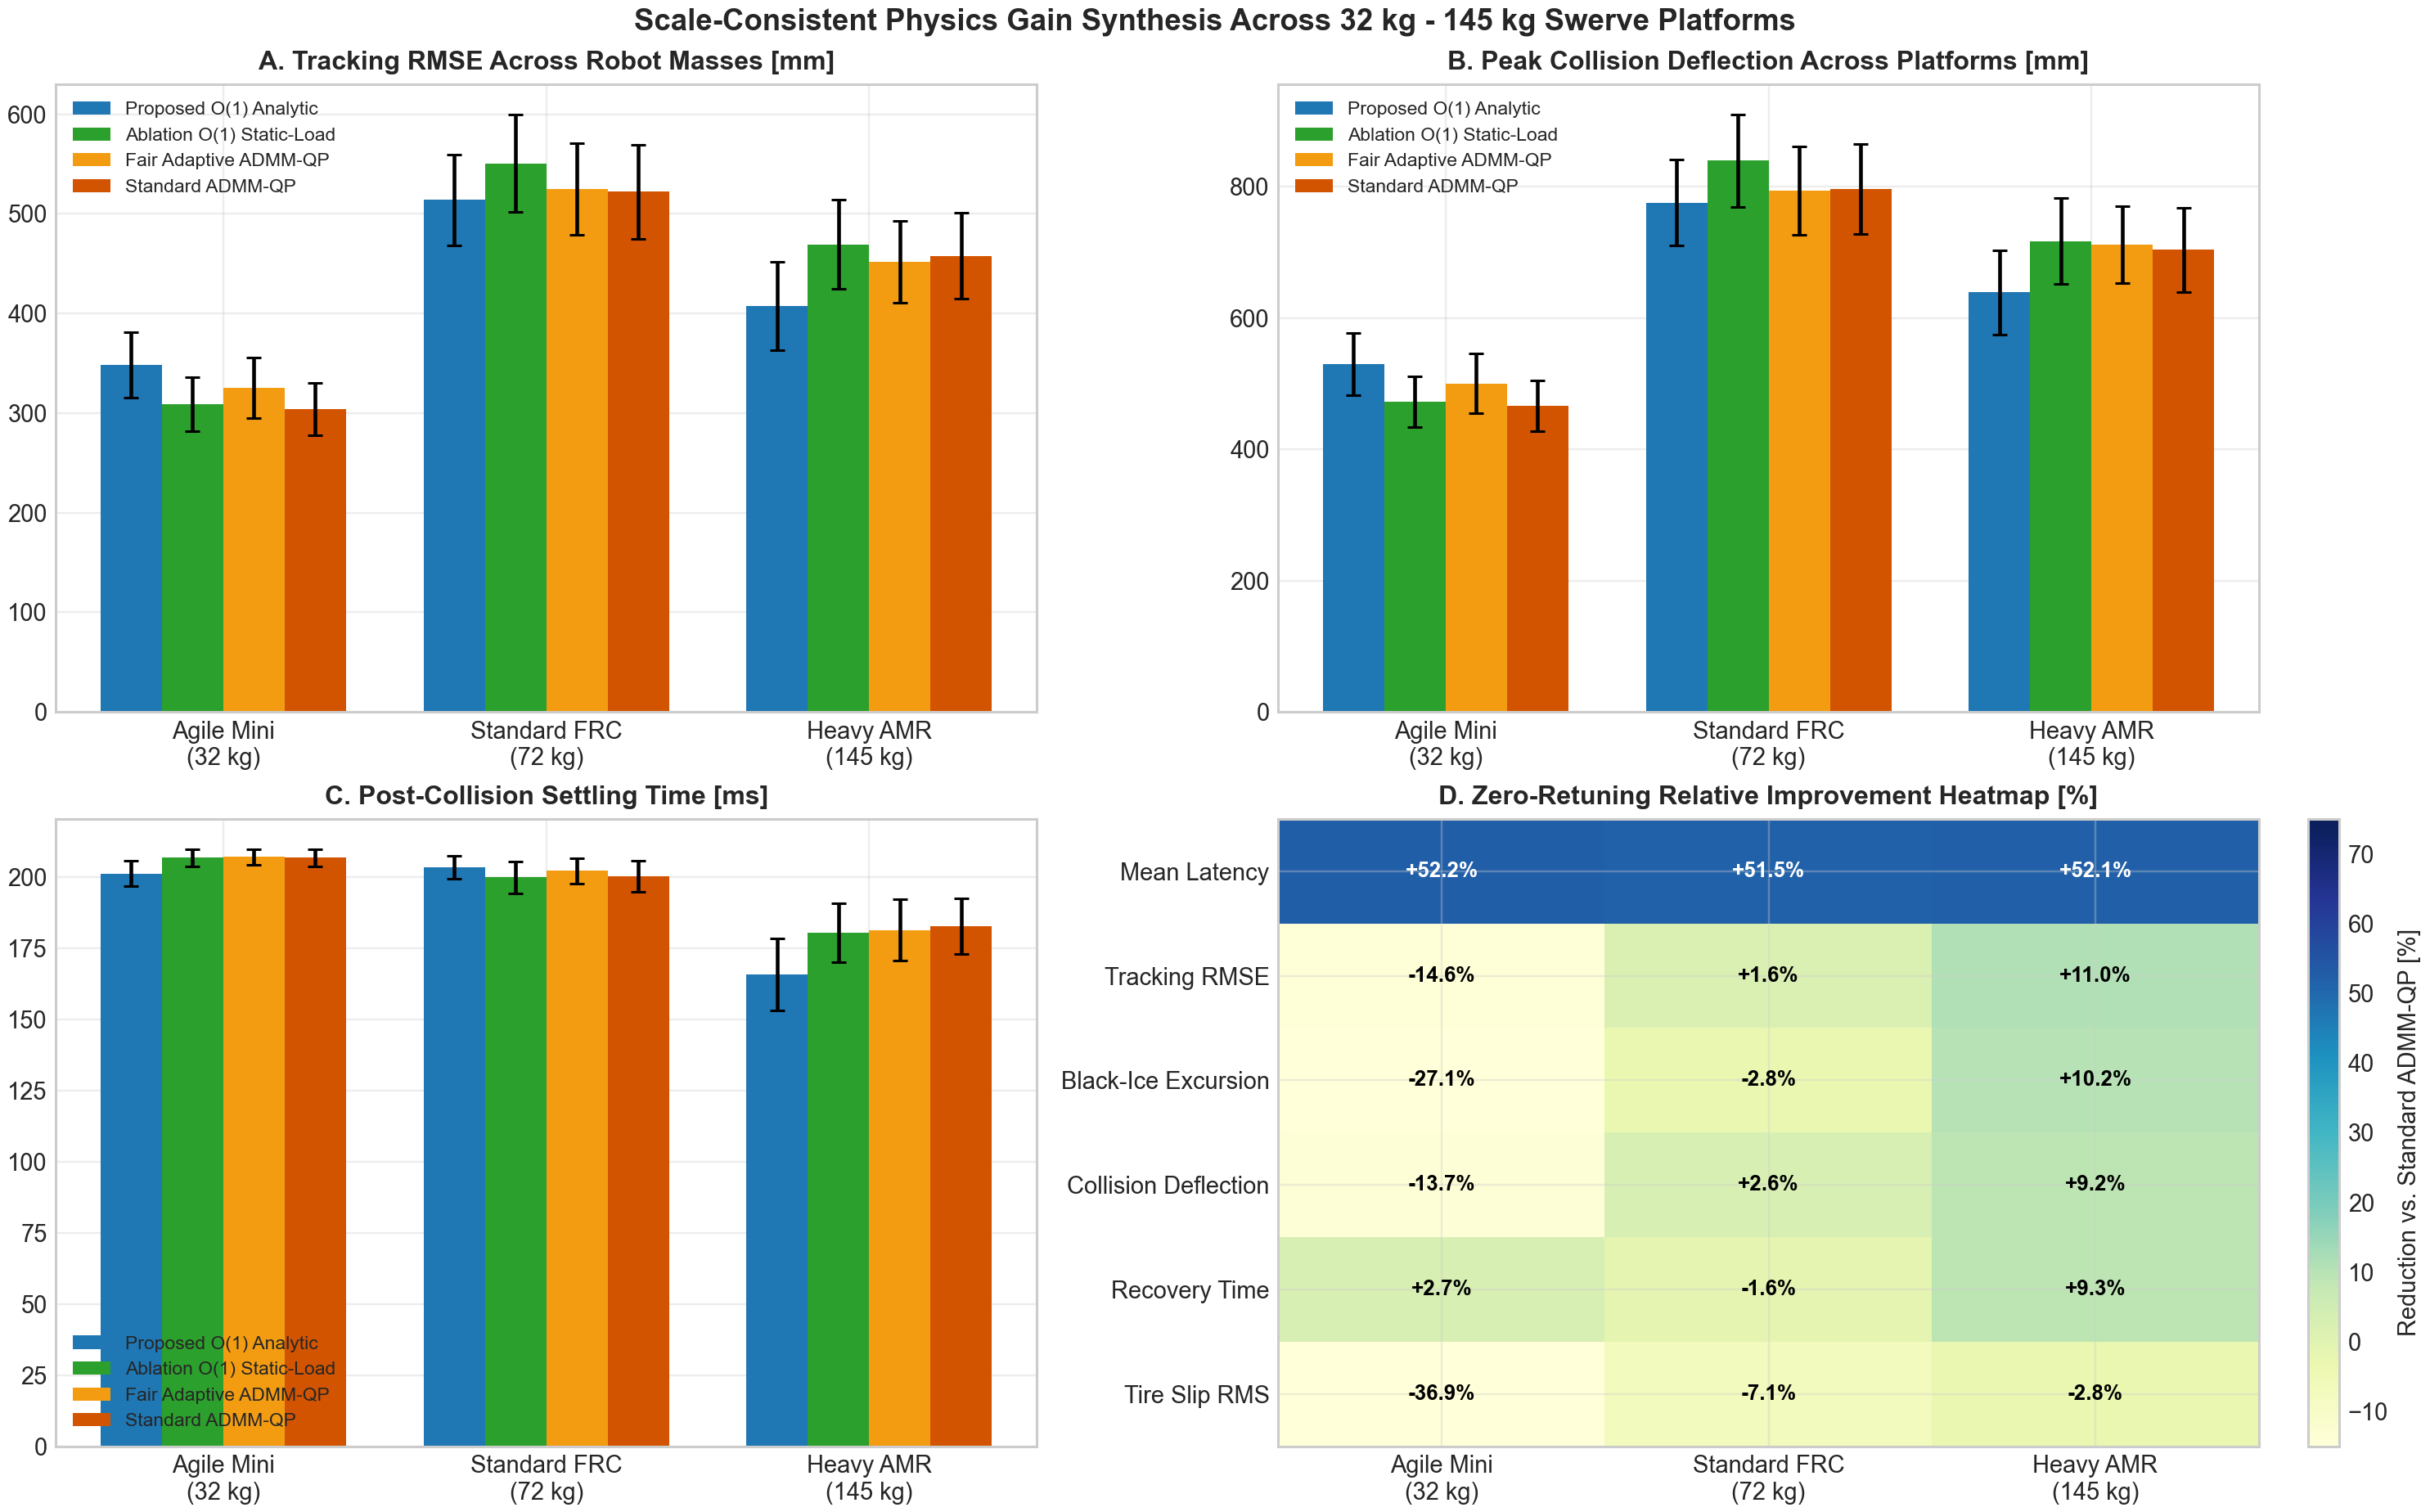 Scale-Consistent Physics Gain Synthesis Across 32 kg - 145 kg Swerve Platforms
A. Tracking RMSE Across Robot Masses [mm]
600
500
400
300
200
100
0
Proposed O(1) Analytic
Ablation O(1) Static-Load
Fair Adaptive ADMM-QP
Standard ADMM-QP
Agile Mini
(32 kg)
Standard FRC
(72 kg)
Heavy AMR
(145 kg)
B. Peak Collision Deflection Across Platforms [mm]
800
600
400
200
0
Proposed O(1) Analytic
Ablation O(1) Static-Load
Fair Adaptive ADMM-QP
Standard ADMM-QP
Agile Mini
(32 kg)
Standard FRC
(72 kg)
Heavy AMR
(145 kg)
C. Post-Collision Settling Time [ms]
200
175
150
125
100
75
50
25
0
Proposed O(1) Analytic
Ablation O(1) Static-Load
Fair Adaptive ADMM-QP
Standard ADMM-QP
Agile Mini
(32 kg)
Standard FRC
(72 kg)
Heavy AMR
(145 kg)
D. Zero-Retuning Relative Improvement Heatmap [%]
Mean Latency +52.2% +51.5% +52.1%
Tracking RMSE -14.6% +1.6% +11.0%
Black-Ice Excursion -27.1% -2.8% +10.2%
Collision Deflection -13.7% +2.6% +9.2%
Recovery Time +2.7% -1.6% +9.3%
Tire Slip RMS -36.9% -7.1% -2.8%
Agile Mini
(32 kg)
Standard FRC
(72 kg)
Heavy AMR
(145 kg)
70
60
50
40
30
20
10
0
−10
Reduction vs. Standard ADMM-QP [%]